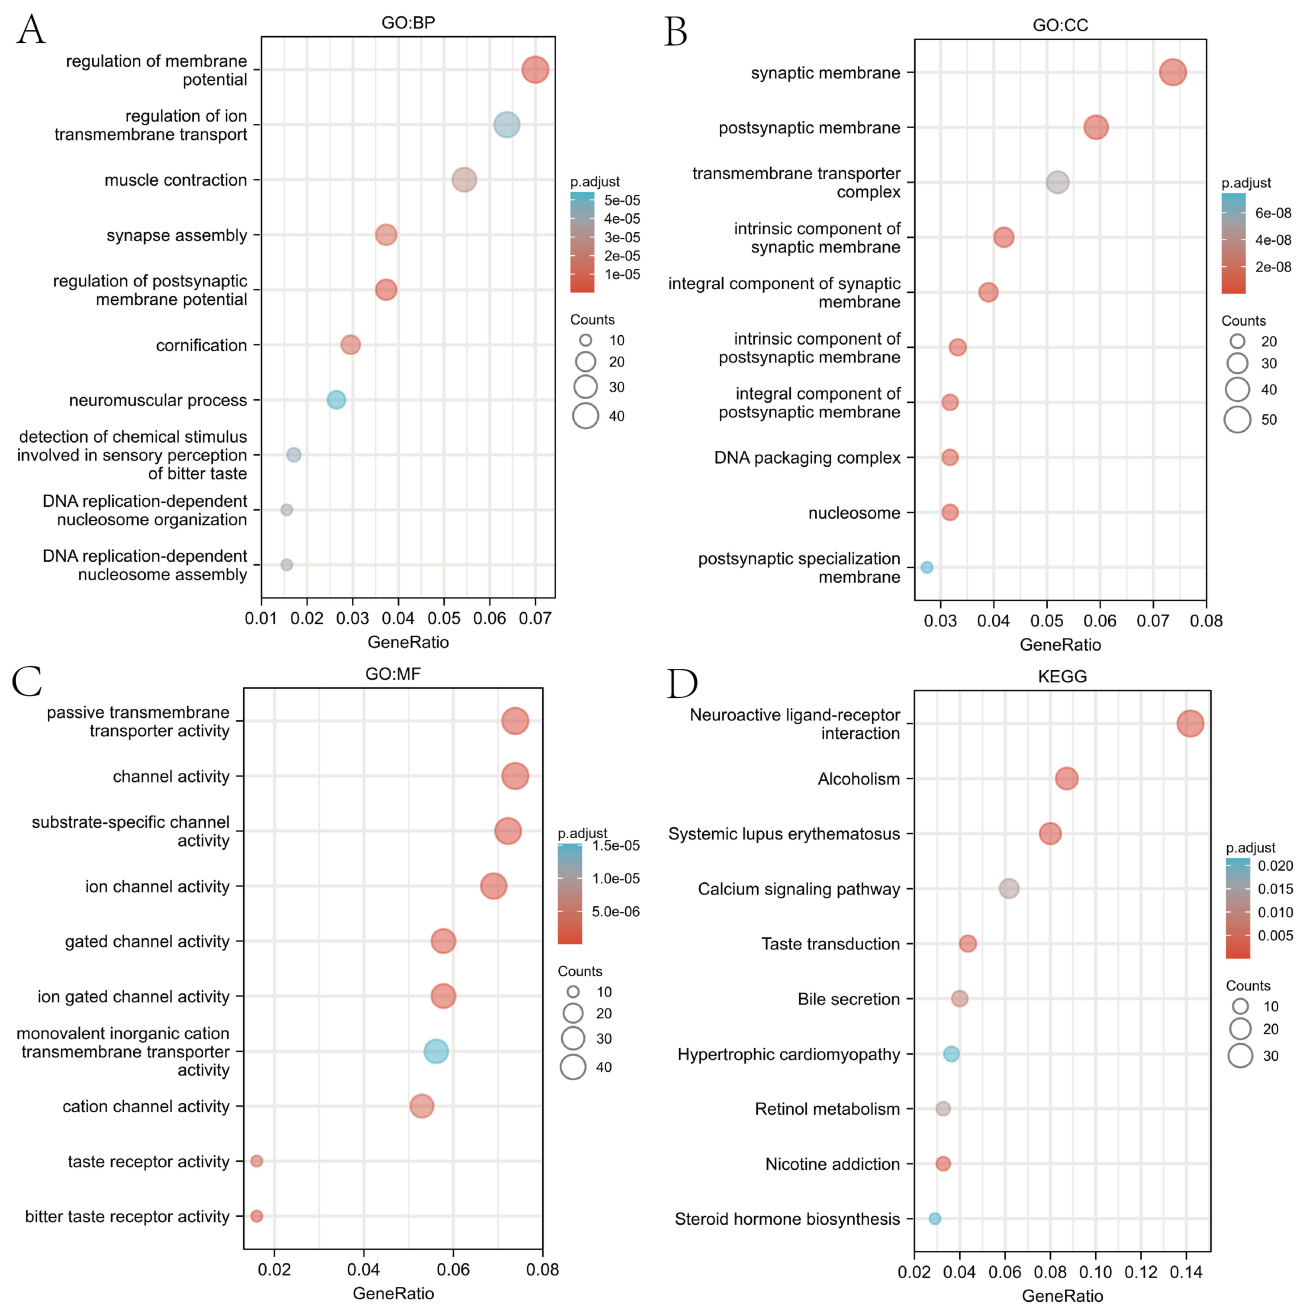 A
GO:BP
regulation of membrane
potential
regulation of ion
transmembrane transport
muscle contraction
synapse assembly
regulation of postsynaptic
membrane potential
cornification
neuromuscular process
detection of chemical stimulus
involved in sensory perception
of bitter taste
DNA replication-dependent
nucleosome organization
DNA replication-dependent
nucleosome assembly
0.01 0.02 0.03 0.04 0.05 0.06 0.07
GeneRatio
p.adjust
5e-05
4e-05
3e-05
2e-05
1e-05
Counts
10
20
30
40
B
GO:CC
synaptic membrane
postsynaptic membrane
transmembrane transporter
complex
intrinsic component of
synaptic membrane
integral component of synaptic
membrane
intrinsic component of
postsynaptic membrane
integral component of
postsynaptic membrane
DNA packaging complex
nucleosome
postsynaptic specialization
membrane
0.03 0.04 0.05 0.06 0.07 0.08
GeneRatio
p.adjust
6e-08
4e-08
2e-08
Counts
20
30
40
50
C
GO:MF
passive transmembrane
transporter activity
channel activity
substrate-specific channel
activity
ion channel activity
gated channel activity
ion gated channel activity
monovalent inorganic cation
transmembrane transporter
activity
cation channel activity
taste receptor activity
bitter taste receptor activity
0.02 0.04 0.06 0.08
GeneRatio
p.adjust
1.5e-05
1.0e-05
5.0e-06
Counts
10
20
30
40
D
KEGG
Neuroactive ligand-receptor
interaction
Alcoholism
Systemic lupus erythematosus
Calcium signaling pathway
Taste transduction
Bile secretion
Hypertrophic cardiomyopathy
Retinol metabolism
Nicotine addiction
Steroid hormone biosynthesis
0.02 0.04 0.06 0.08 0.10 0.12 0.14
GeneRatio
p.adjust
0.020
0.015
0.010
0.005
Counts
10
20
30